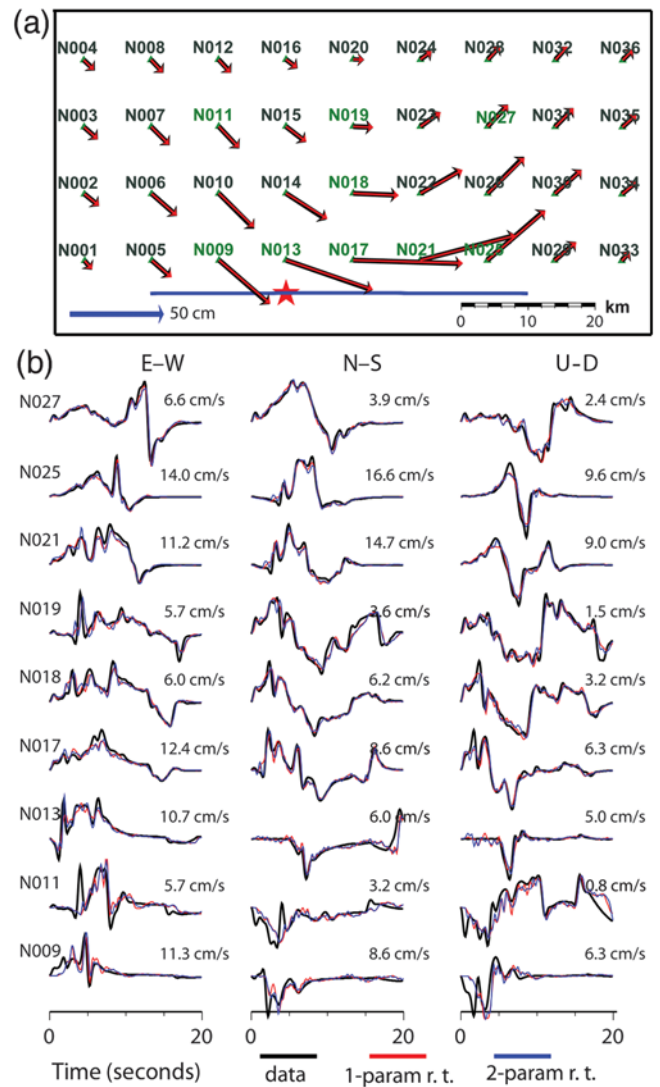 (a)
N004 N008 N012 N016 N020 N024 N028 N032 N036
N003 N007 N011 N015 N019 N023 N027 N031 N035
N002 N006 N010 N014 N018 N022 N026 N030 N034
N001 N005 N009 N013 N017 N021 N025 N029 N033
50 cm
km
0 10 20
(b)
E–W N–S U–D
N027 6.6 cm/s 3.9 cm/s 2.4 cm/s
N025 14.0 cm/s 16.6 cm/s 9.6 cm/s
N021 11.2 cm/s 14.7 cm/s 9.0 cm/s
N019 5.7 cm/s 3.6 cm/s 1.5 cm/s
N018 6.0 cm/s 6.2 cm/s 3.2 cm/s
N017 12.4 cm/s 8.6 cm/s 6.3 cm/s
N013 10.7 cm/s 6.0 cm/s 5.0 cm/s
N011 5.7 cm/s 3.2 cm/s 0.8 cm/s
N009 11.3 cm/s 8.6 cm/s 6.3 cm/s
0 20 0 20 0 20
Time (seconds) data 1-param r. t. 2-param r. t.